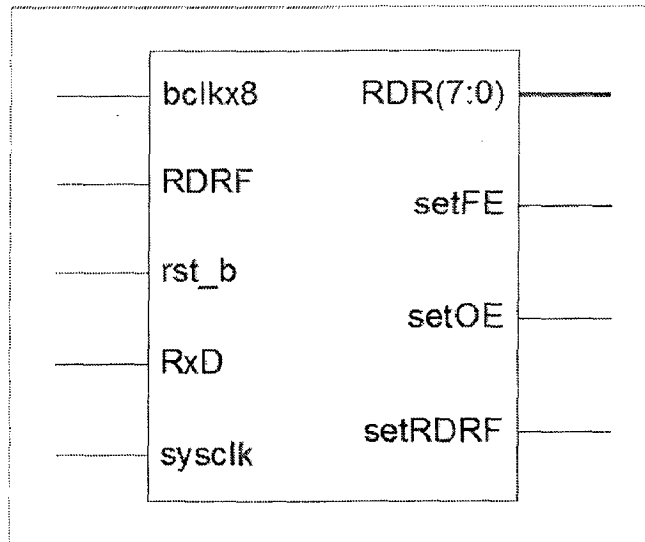 bclkx8
RDR(7:0)
RDRF
setFE
rst_b
setOE
RxD
setRDRF
sysclk